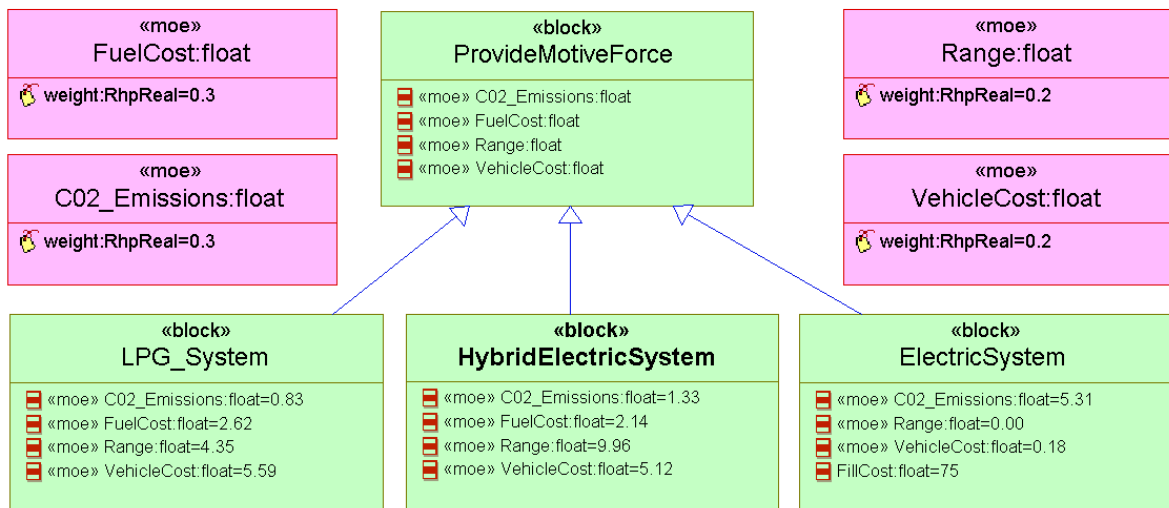 «moe»
FuelCost:float
weight:RhpReal=0.3
«block»
ProvideMotiveForce
«moe» C02_Emissions:float
«moe» FuelCost:float
«moe» Range:float
«moe» VehicleCost:float
«moe»
Range:float
weight:RhpReal=0.2
«moe»
C02_Emissions:float
weight:RhpReal=0.3
«moe»
VehicleCost:float
weight:RhpReal=0.2
«block»
LPG_System
«moe» C02_Emissions:float=0.83
«moe» FuelCost:float=2.62
«moe» Range:float=4.35
«moe» VehicleCost:float=5.59
«block»
HybridElectricSystem
«moe» C02_Emissions:float=1.33
«moe» FuelCost:float=2.14
«moe» Range:float=9.96
«moe» VehicleCost:float=5.12
«block»
ElectricSystem
«moe» C02_Emissions:float=5.31
«moe» Range:float=0.00
«moe» VehicleCost:float=0.18
FillCost:float=75